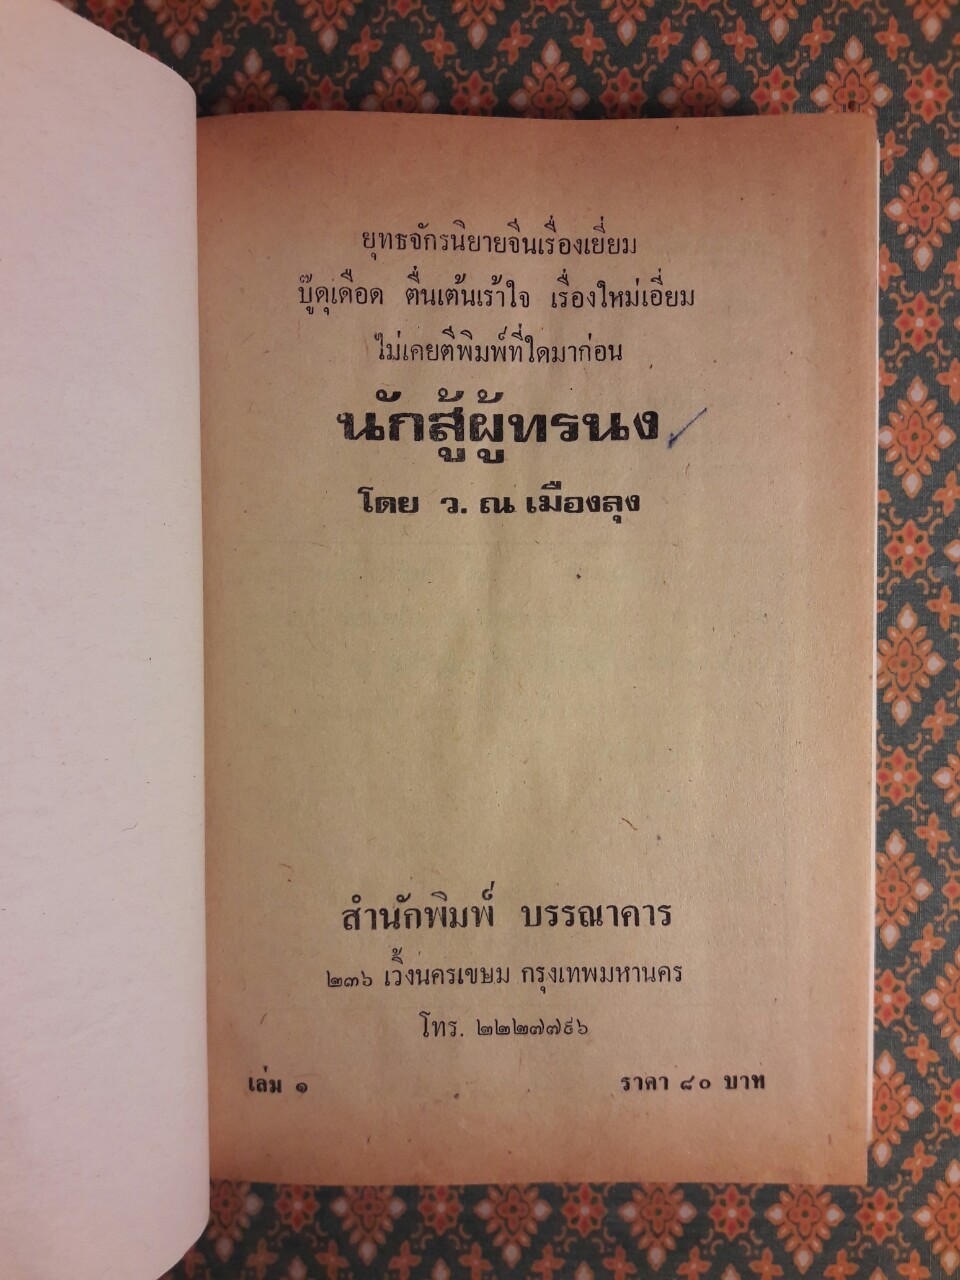 ยุทธจักรนิยายจีนเรื่องเยี่ยม
บู๊ดุเดือด ตื่นเต้นเร้าใจ เรื่องใหม่เอี่ยม
ไม่เคยตีพิมพ์ที่ใดมาก่อน
นักสู้ผู้ทรนง
โดย ว. ณ เมืองลุง
สำนักพิมพ์ บรรณาคาร
๒๓๖ เวิ้งนครเขษม กรุงเทพมหานคร
โทร. ๒๒๒๗๗๙๖
เล่ม ๑ ราคา ๘๐ บาท